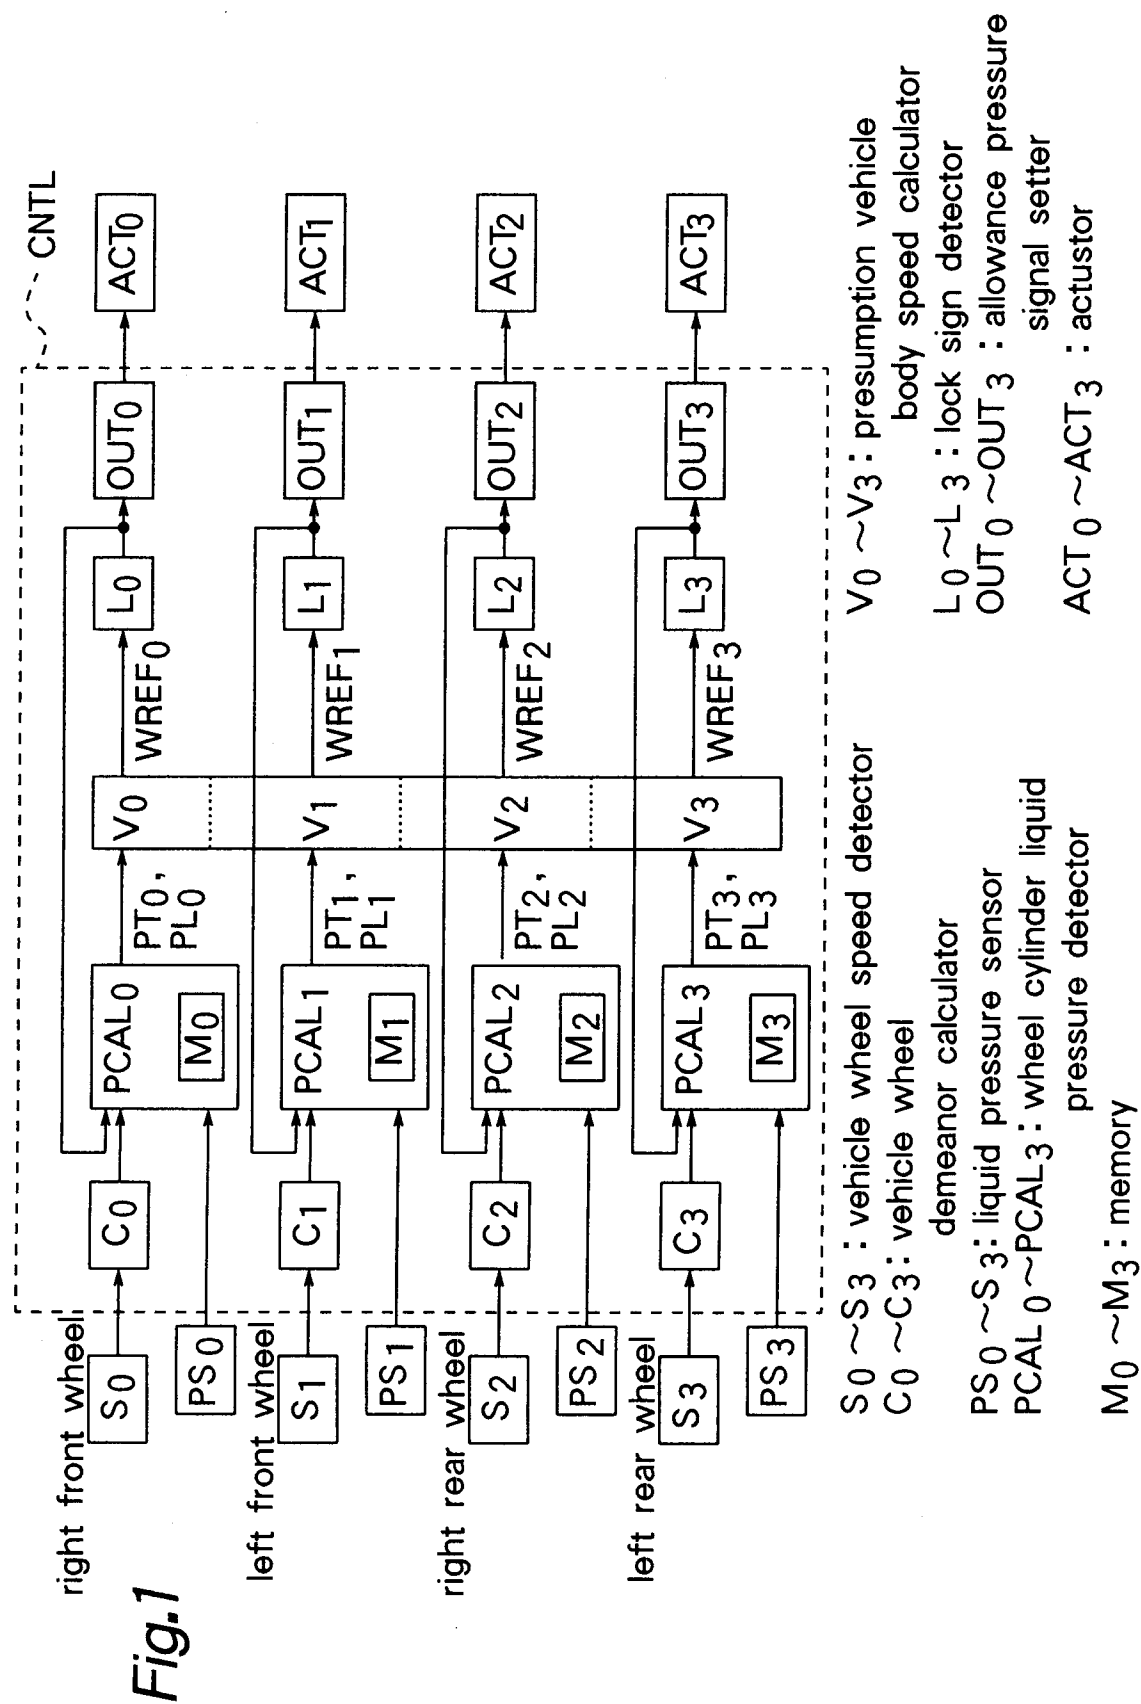 Fig.1
CNTL
right front wheel
S0
C0
PCAL0
M0
PT0,
PL0
V0
WREF0
L0
OUT0
ACT0
PS0
left front wheel
S1
C1
PCAL1
M1
PT1,
PL1
V1
WREF1
L1
OUT1
ACT1
PS1
right rear wheel
S2
C2
PCAL2
M2
PT2,
PL2
V2
WREF2
L2
OUT2
ACT2
PS2
left rear wheel
S3
C3
PCAL3
M3
PT3,
PL3
V3
WREF3
L3
OUT3
ACT3
PS3
S0~S3 : vehicle wheel speed detector
C0~C3 : vehicle wheel
demeanor calculator
PS0~S3 : liquid pressure sensor
PCAL0~PCAL3 : wheel cylinder liquid
pressure detector
M0~M3 : memory
V0~V3 : presumption vehicle
body speed calculator
L0~L3 : lock sign detector
OUT0~OUT3 : allowance pressure
signal setter
ACT0~ACT3 : actustor